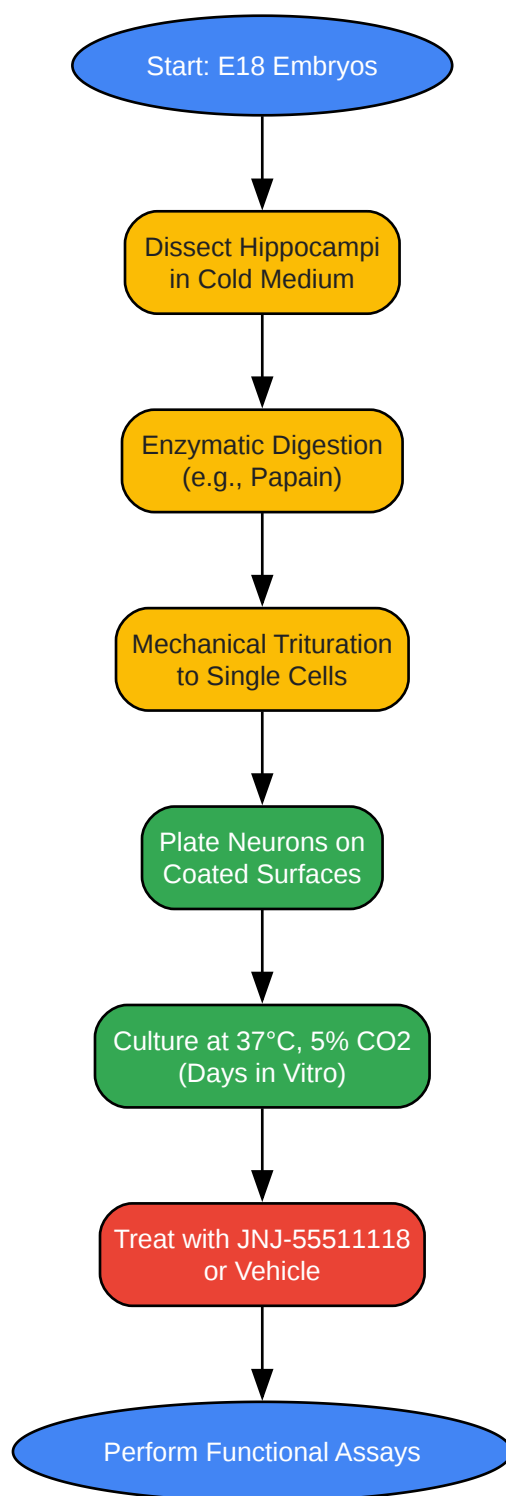 Start: E18 Embryos
Dissect Hippocampi
in Cold Medium
Enzymatic Digestion
(e.g., Papain)
Mechanical Trituration
to Single Cells
Plate Neurons on
Coated Surfaces
Culture at 37°C, 5% CO2
(Days in Vitro)
Treat with JNJ-55511118
or Vehicle
Perform Functional Assays